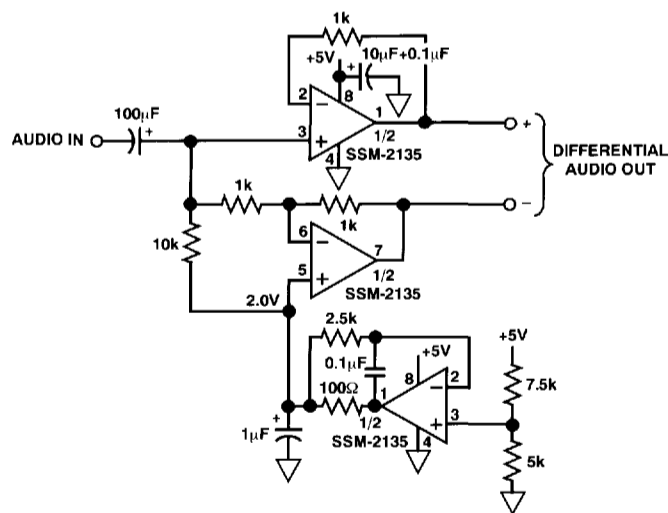 1k
+5V
+
10µF+0.1µF
2
8
−
1
100µF
+
AUDIO IN
3
+
1/2
+
4
SSM-2135
DIFFERENTIAL
AUDIO OUT
1k
1k
−
10k
6
−
7
5
+
1/2
2.0V
SSM-2135
2.5k
+5V
+5V
0.1µF
8
2
−
7.5k
100Ω
1
3
+
+
1µF
1/2
4
SSM-2135
5k